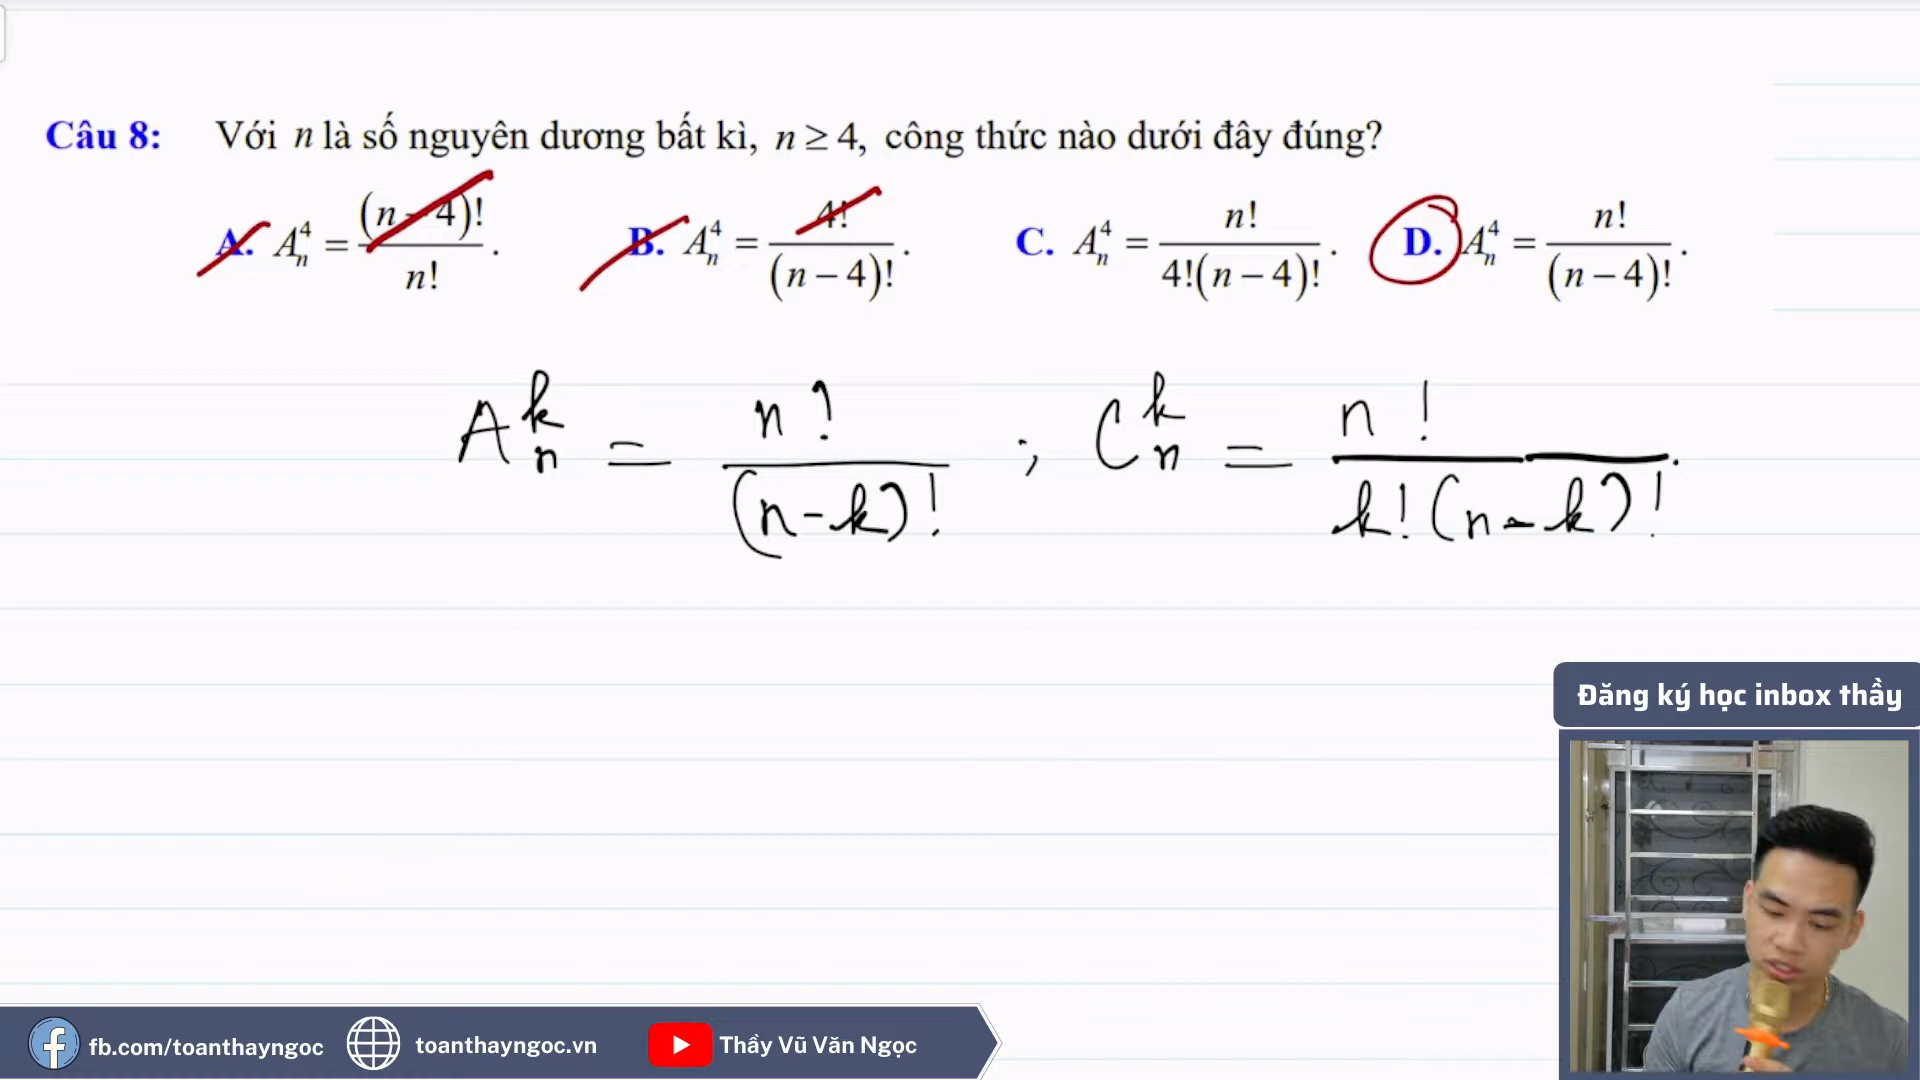 Câu 8: Với n là số nguyên dương bất kì, n ≥ 4, công thức nào dưới đây đúng?
A. A_n^4 = (n − 4)!/n!. B. A_n^4 = 4!/(n − 4)!. C. A_n^4 = n!/(4!(n − 4)!). D. A_n^4 = n!/(n − 4)!.
A_n^k = n!/(n − k)! ; C_n^k = n!/(k!(n − k)!).
Đăng ký học inbox thầy
fb.com/toanthayngoc toanthayngoc.vn Thầy Vũ Văn Ngọc